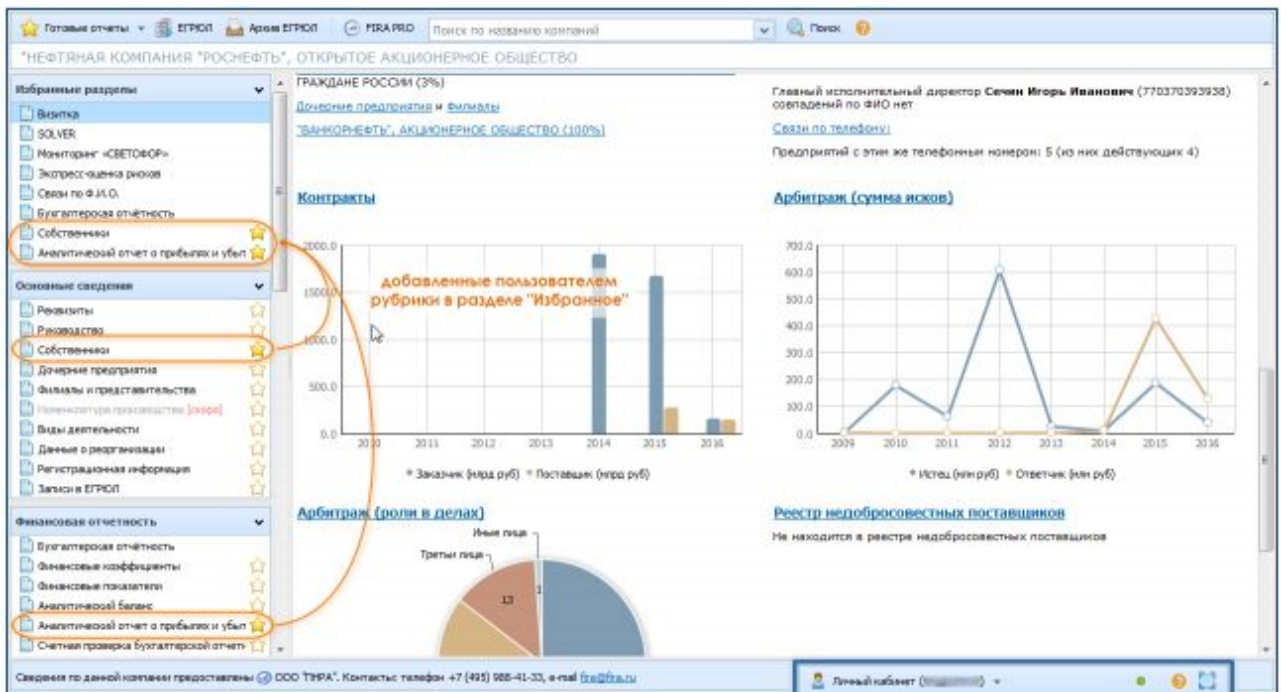 Готовые отчеты ЕГРЮЛ Архив ЕГРЮЛ FIRA PRO Поиск по названию компаний Поиск
"НЕФТЯНАЯ КОМПАНИЯ "РОСНЕФТЬ", ОТКРЫТОЕ АКЦИОНЕРНОЕ ОБЩЕСТВО
Избранные разделы
Визитка
SOLVER
Мониторинг «СВЕТОФОР»
Экспресс-оценка рисков
Связи по Ф.И.О.
Бухгалтерская отчётность
Собственники
Аналитический отчет о прибылях и убыт
Основные сведения
Реквизиты
Руководство
Собственники
Дочерние предприятия
Филиалы и представительства
Номенклатура производства [скоро]
Виды деятельности
Данные о реорганизации
Регистрационная информация
Записи в ЕГРЮЛ
Финансовая отчетность
Бухгалтерская отчётность
Финансовые коэффициенты
Финансовые показатели
Аналитический баланс
Аналитический отчет о прибылях и убыт
Счетная проверка бухгалтерской отчетн
ГРАЖДАНЕ РОССИИ (3%)
Дочерние предприятия и филиалы
"ВАНКОРНЕФТЬ", АКЦИОНЕРНОЕ ОБЩЕСТВО (100%)
Главный исполнительный директор Сечин Игорь Иванович (770370393938)
совпадений по ФИО нет
Связи по телефону:
Предприятий с этим же телефонным номером: 5 (из них действующих 4)
Контракты
2000.0
1500.0
1000.0
500.0
0.0
добавленные пользователем
рубрики в разделе "Избранное"
2010 2011 2012 2013 2014 2015 2016
Заказчик (млрд руб) Поставщик (млрд руб)
Арбитраж (сумма исков)
700.0
600.0
500.0
400.0
300.0
200.0
100.0
0.0
2009 2010 2011 2012 2013 2014 2015 2016
Истец (млн руб) Ответчик (млн руб)
Арбитраж (роли в делах)
Иные лица
Третьи лица
1
13
Реестр недобросовестных поставщиков
Не находится в реестре недобросовестных поставщиков
Сведения по данной компании предоставлены ООО "ФИРА". Контакты: телефон +7 (495) 988-41-33, e-mail fira@fira.ru
Личный кабинет (